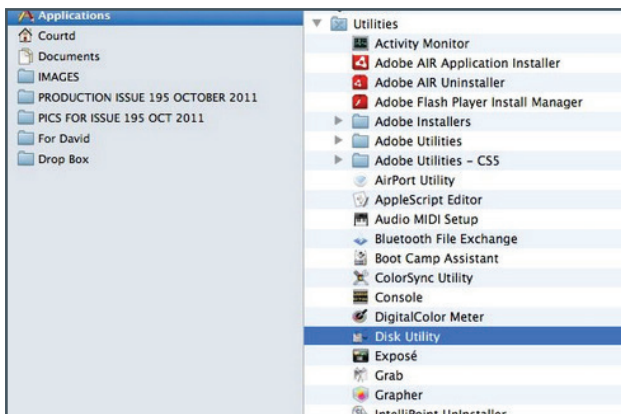 Applications
Courtd
Documents
IMAGES
PRODUCTION ISSUE 195 OCTOBER 2011
PICS FOR ISSUE 195 OCT 2011
For David
Drop Box
Utilities
Activity Monitor
Adobe AIR Application Installer
Adobe AIR Uninstaller
Adobe Flash Player Install Manager
Adobe Installers
Adobe Utilities
Adobe Utilities – CS5
AirPort Utility
AppleScript Editor
Audio MIDI Setup
Bluetooth File Exchange
Boot Camp Assistant
ColorSync Utility
Console
DigitalColor Meter
Disk Utility
Exposé
Grab
Grapher
IntelliPoint Uninstaller